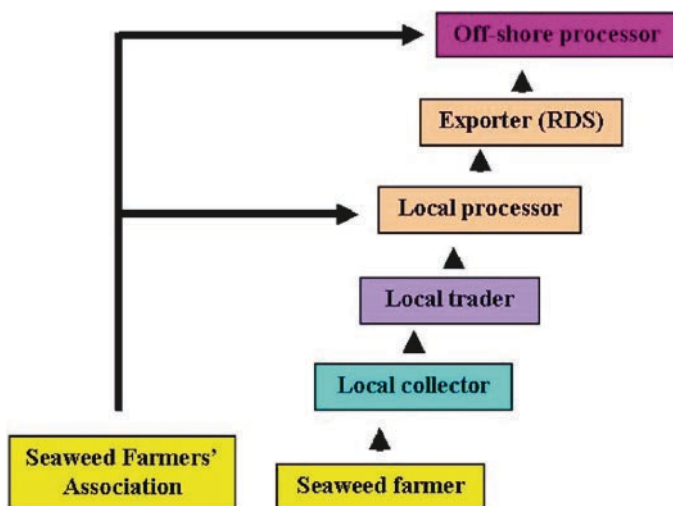 Off-shore processor
Exporter (RDS)
Local processor
Local trader
Local collector
Seaweed Farmers’
Association
Seaweed farmer